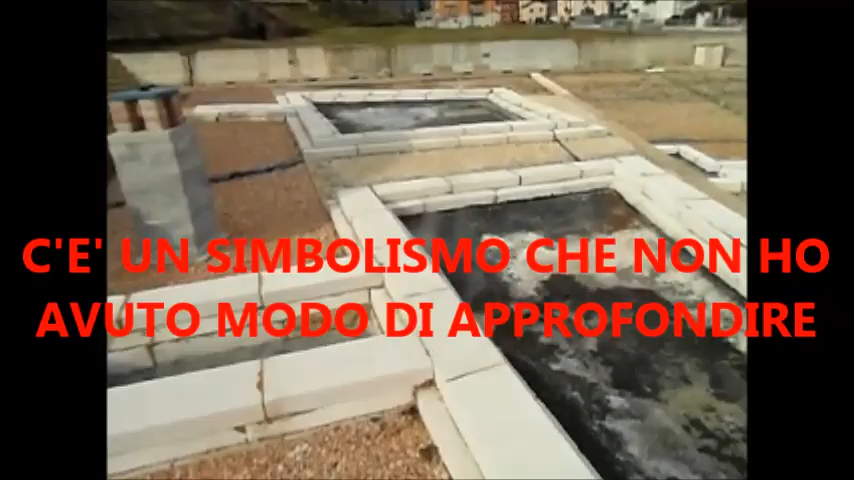 C'E' UN SIMBOLISMO CHE NON HO
AVUTO MODO DI APPROFONDIRE